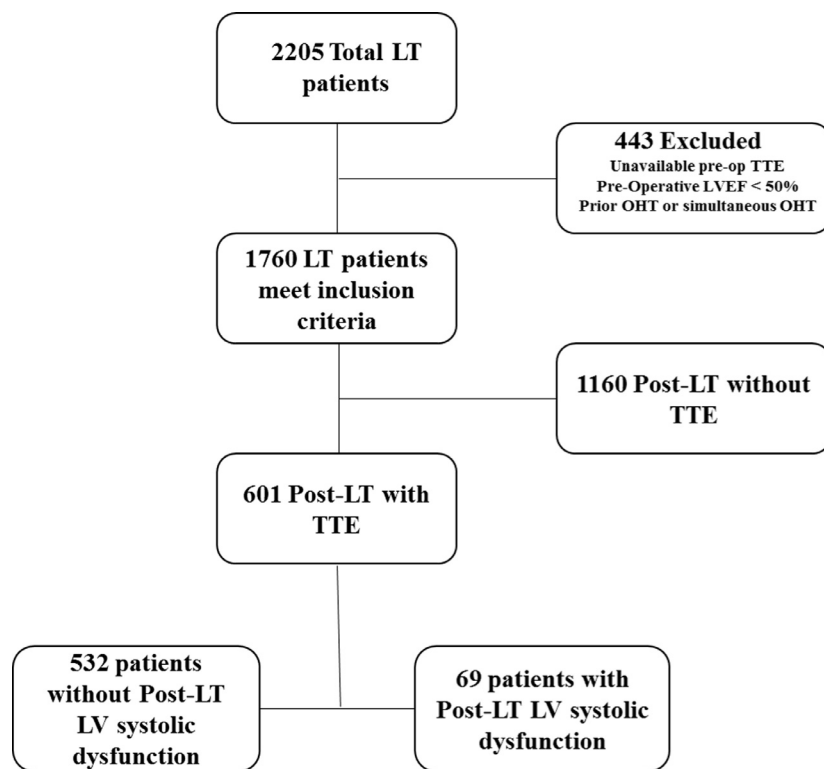 2205 Total LT
patients
443 Excluded
Unavailable pre-op TTE
Pre-Operative LVEF < 50%
Prior OHT or simultaneous OHT
1760 LT patients
meet inclusion
criteria
1160 Post-LT without
TTE
601 Post-LT with
TTE
532 patients
without Post-LT
LV systolic
dysfunction
69 patients with
Post-LT LV systolic
dysfunction